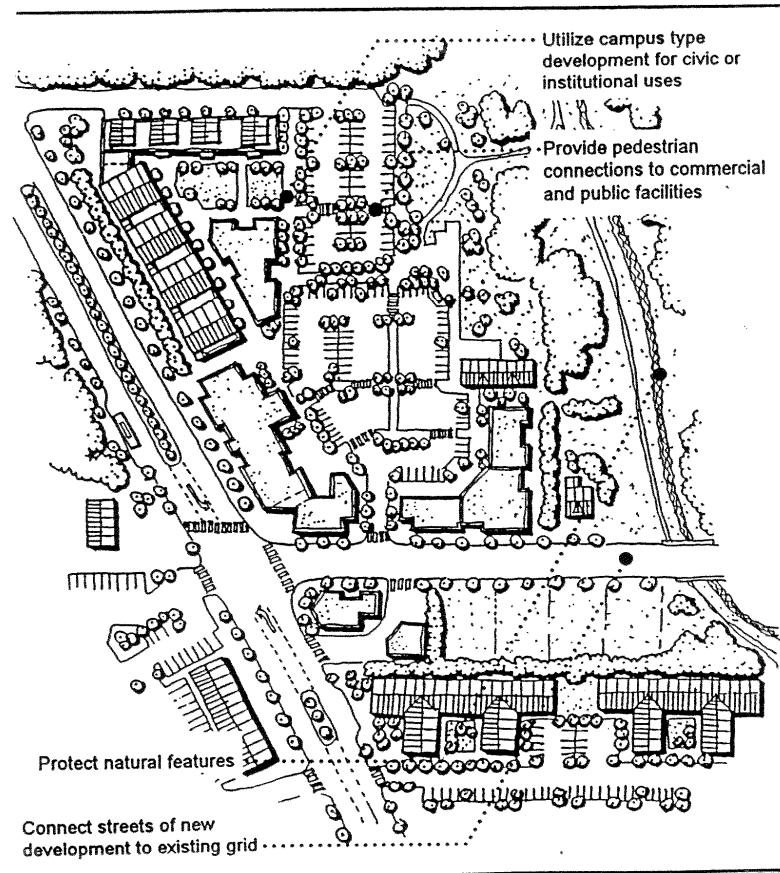 Utilize campus type
development for civic or
institutional uses
Provide pedestrian
connections to commercial
and public facilities
Protect natural features
Connect streets of new
development to existing grid